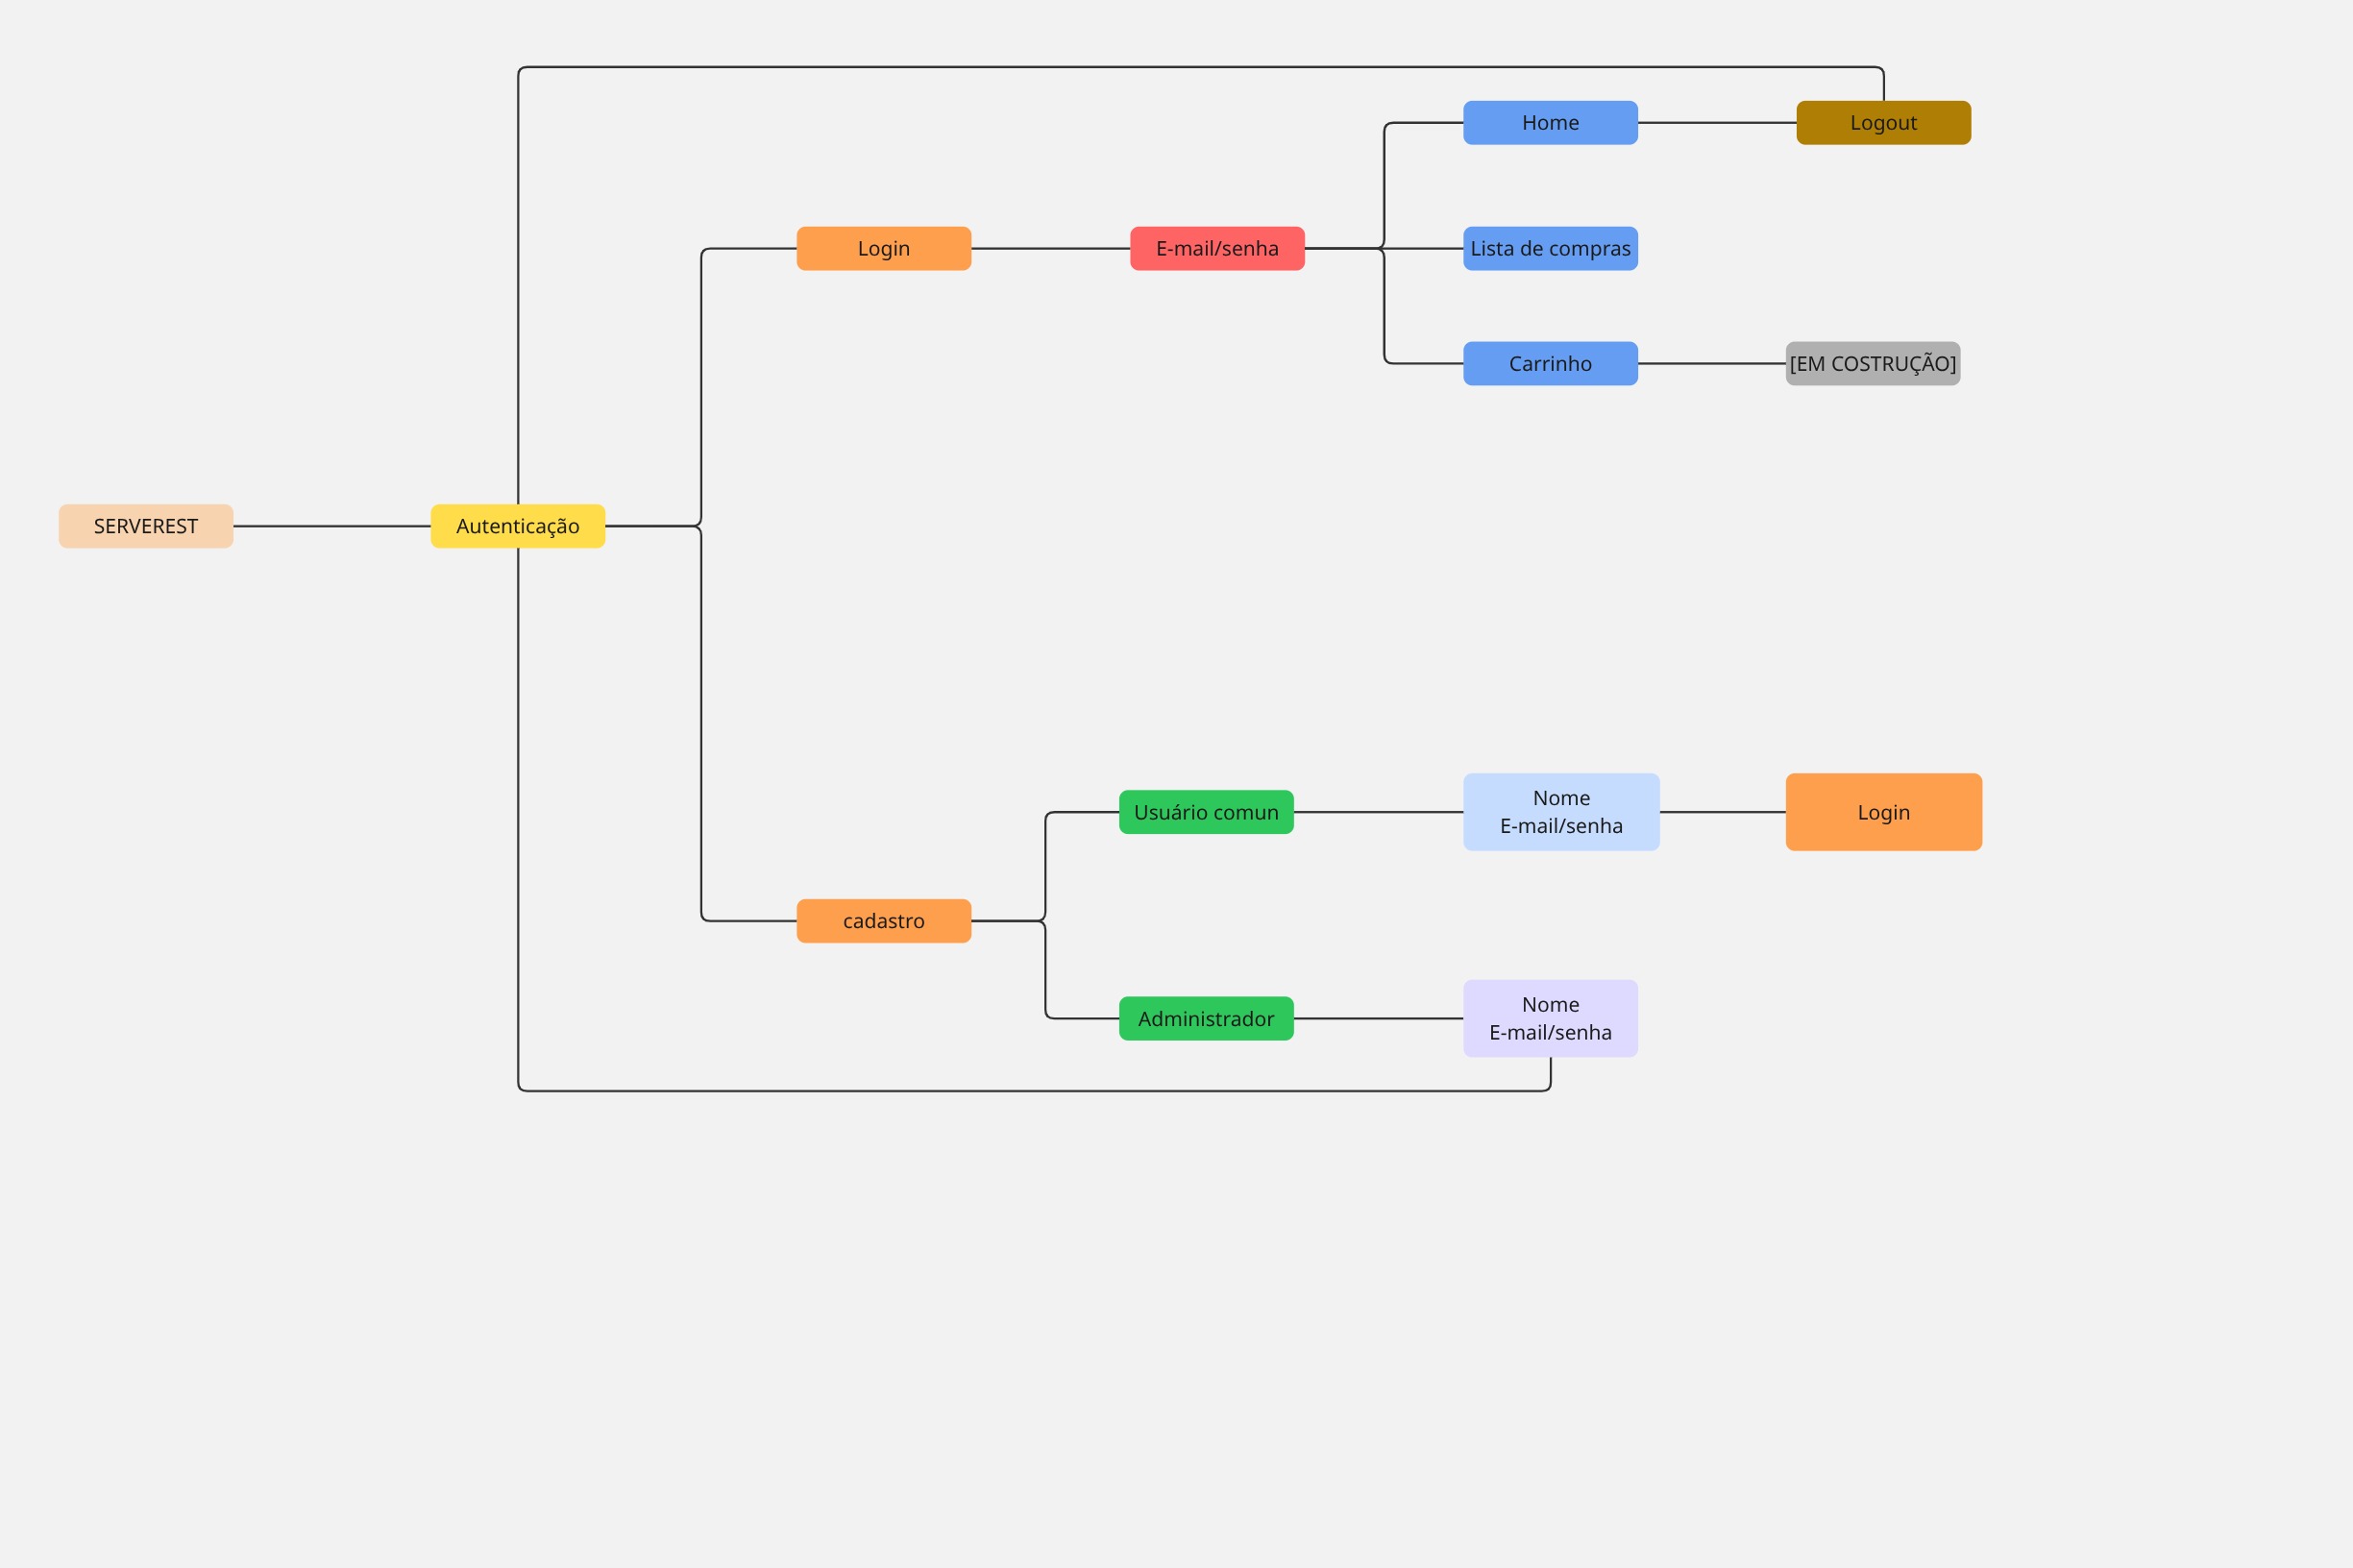 Home
Logout
Login
E-mail/senha
Lista de compras
Carrinho
[EM COSTRUÇÃO]
SERVEREST
Autenticação
Usuário comun
Nome
E-mail/senha
Login
cadastro
Administrador
Nome
E-mail/senha